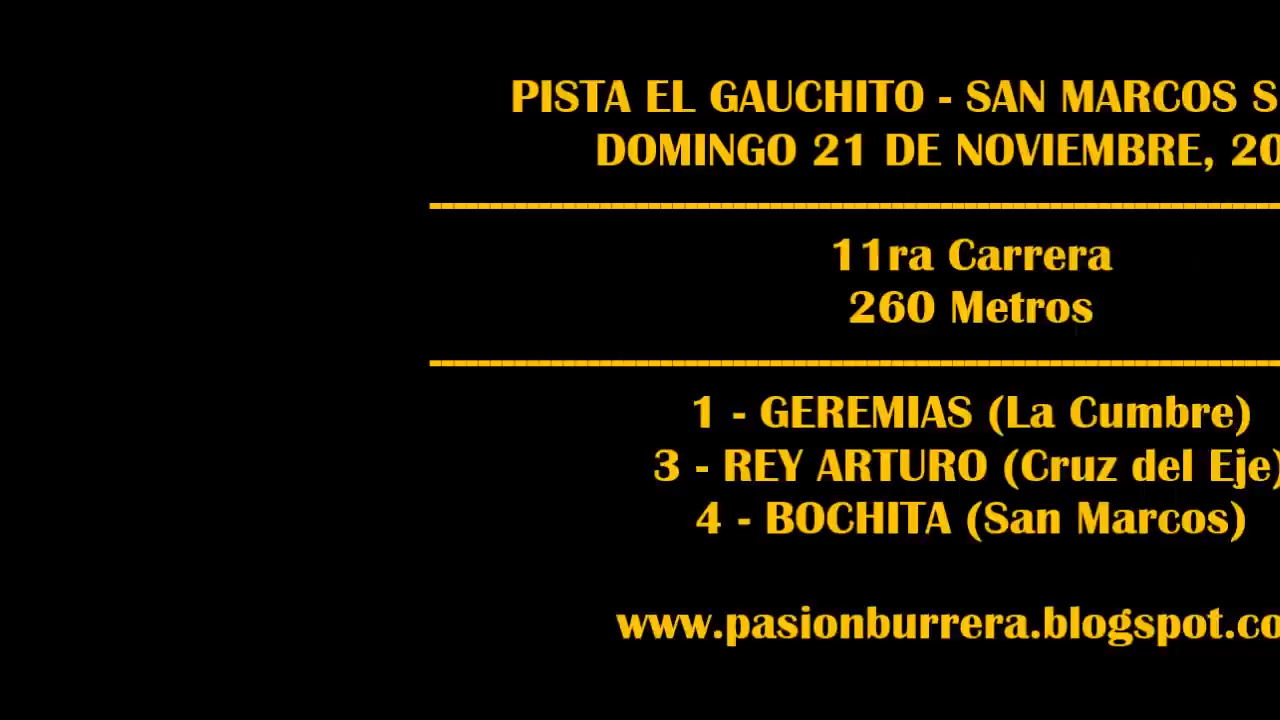 PISTA EL GAUCHITO - SAN MARCOS S
DOMINGO 21 DE NOVIEMBRE, 20
--------------------------------------------------------------------
11ra Carrera
260 Metros
--------------------------------------------------------------------
1 - GEREMIAS (La Cumbre)
3 - REY ARTURO (Cruz del Eje)
4 - BOCHITA (San Marcos)
www.pasionburrera.blogspot.co